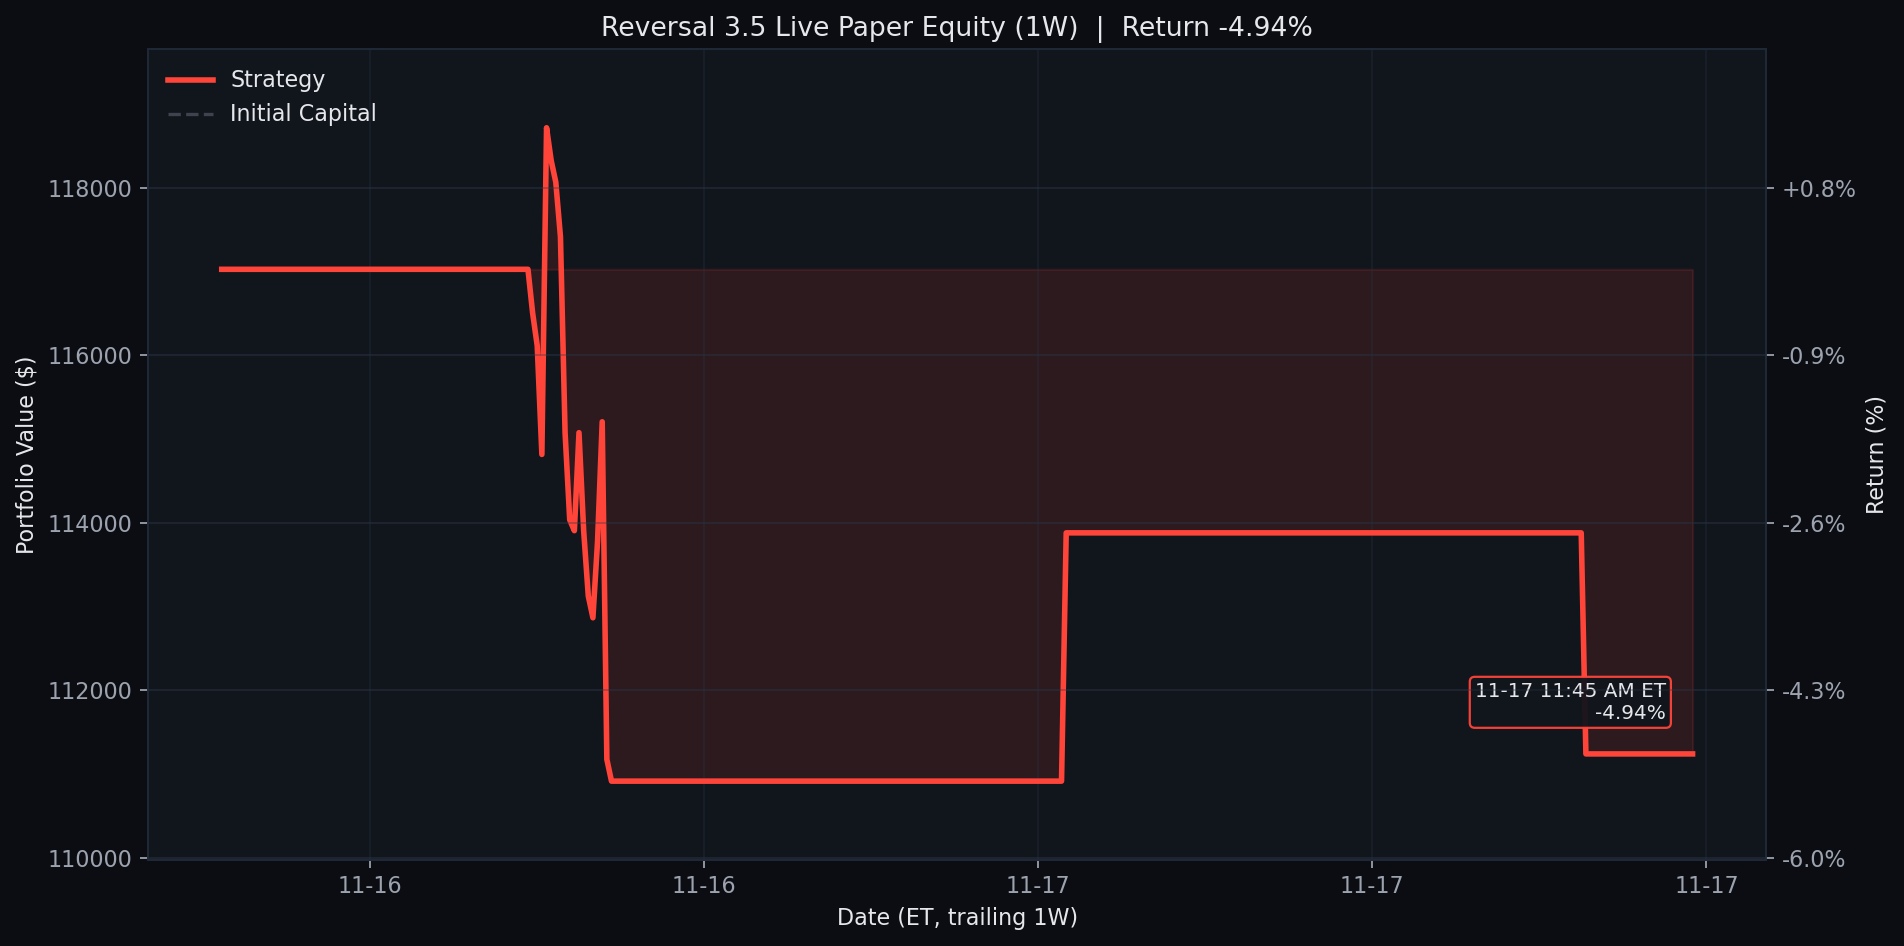 Reversal 3.5 Live Paper Equity (1W) | Return -4.94%
Strategy
Initial Capital
118000
116000
114000
112000
110000
Portfolio Value ($)
+0.8%
-0.9%
-2.6%
-4.3%
-6.0%
Return (%)
11-17 11:45 AM ET
-4.94%
11-16
11-16
11-17
11-17
11-17
Date (ET, trailing 1W)